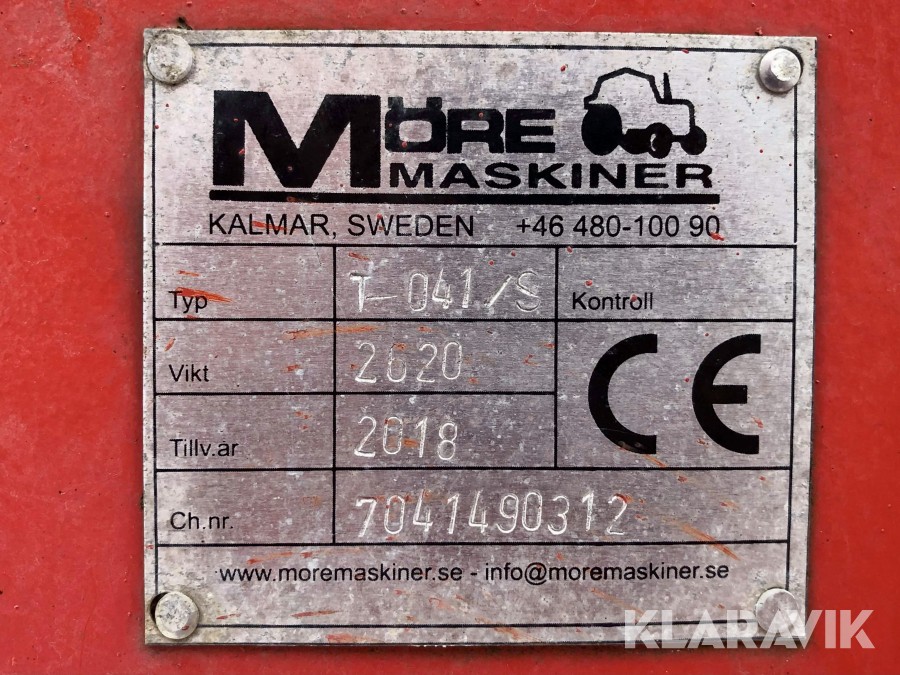 MÖRE
MASKINER
KALMAR, SWEDEN +46 480-100 90
Typ T-041/S Kontroll
Vikt 2020
CE
Tillv.år 2018
Ch.nr. 7041490312
www.moremaskiner.se - info@moremaskiner.se
KLARAVIK